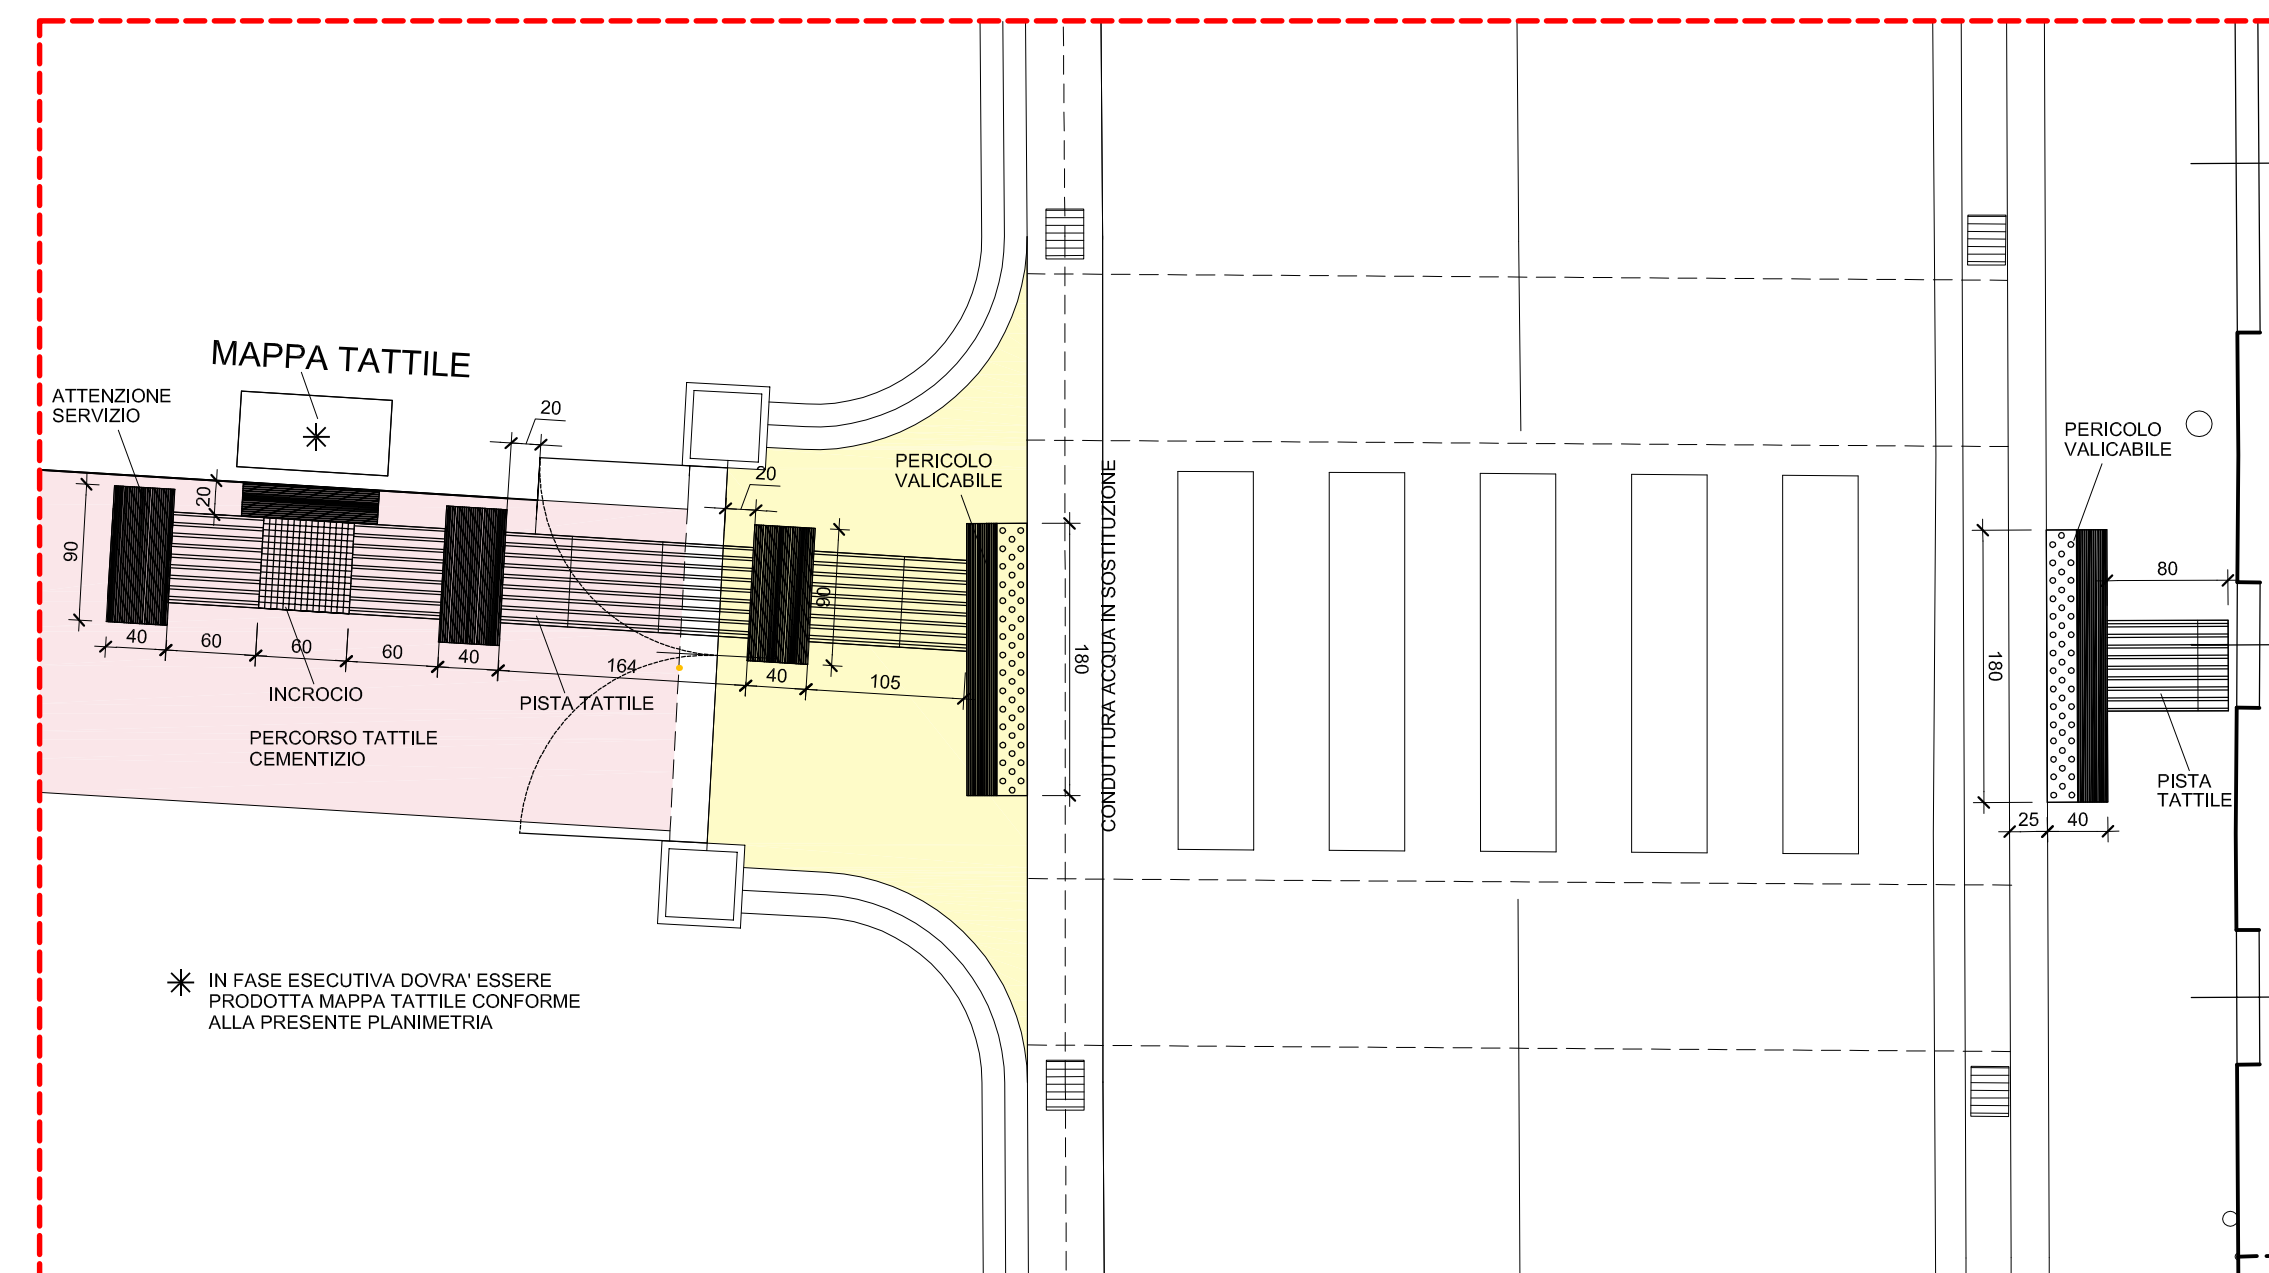 MAPPA TATTILE
ATTENZIONE
SERVIZIO
20
20
PERICOLO
VALICABILE
PERICOLO
VALICABILE
20
90
90
40
60
60
60
40
164
40
105
180
CONDUTTURA ACQUA IN SOSTITUZIONE
180
80
25
40
INCROCIO
PISTA TATTILE
PERCORSO TATTILE
CEMENTIZIO
PISTA
TATTILE
IN FASE ESECUTIVA DOVRA' ESSERE
PRODOTTA MAPPA TATTILE CONFORME
ALLA PRESENTE PLANIMETRIA